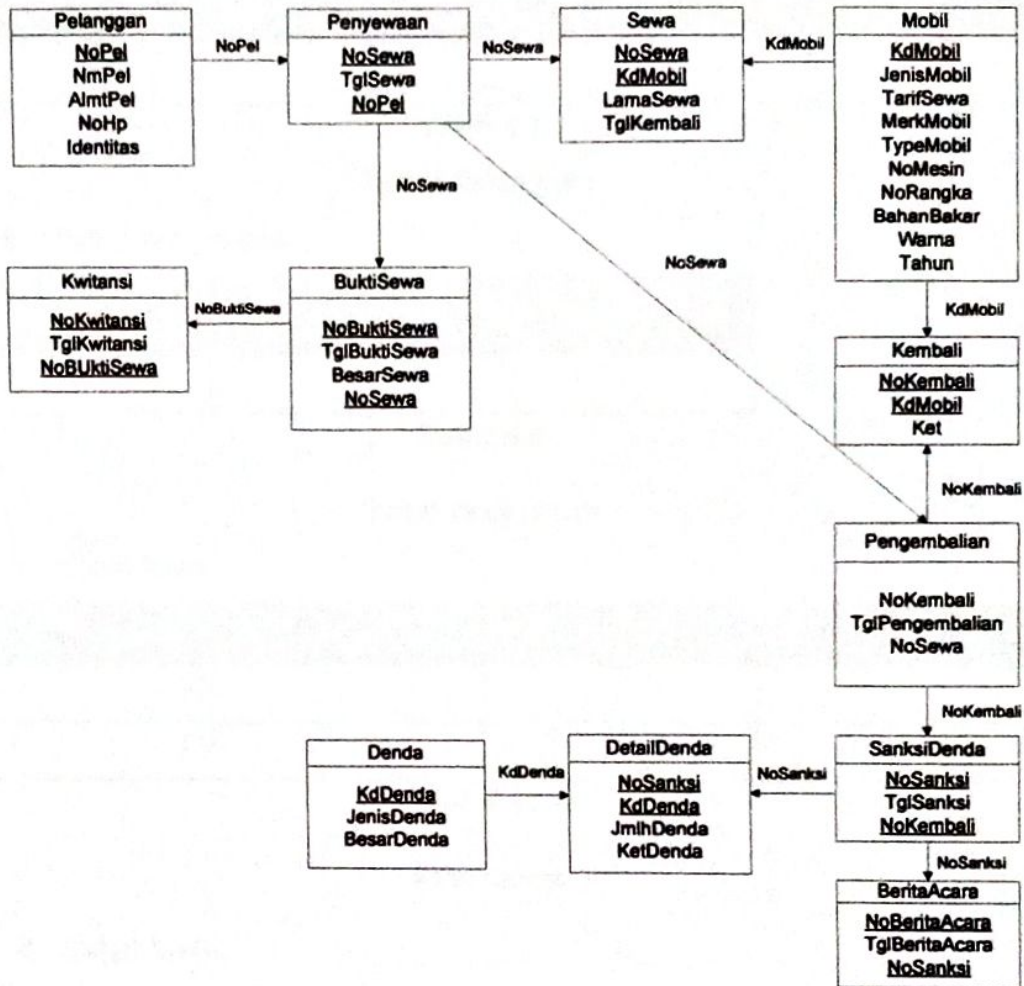 Pelanggan
NoPel
NmPel
AlmtPel
NoHp
Identitas
NoPel
Penyewaan
NoSewa
TglSewa
NoPel
NoSewa
Sewa
NoSewa
KdMobil
LamaSewa
TglKembali
KdMobil
Mobil
KdMobil
JenisMobil
TarifSewa
MerkMobil
TypeMobil
NoMesin
NoRangka
BahanBakar
Warna
Tahun
NoSewa
NoSewa
KdMobil
Kwitansi
NoKwitansi
TglKwitansi
NoBUktiSewa
NoBuktiSewa
BuktiSewa
NoBuktiSewa
TglBuktiSewa
BesarSewa
NoSewa
Kembali
NoKembali
KdMobil
Ket
NoKembali
Pengembalian
NoKembali
TglPengembalian
NoSewa
NoKembali
Denda
KdDenda
JenisDenda
BesarDenda
KdDenda
DetailDenda
NoSanksi
KdDenda
JmlhDenda
KetDenda
NoSanksi
SanksiDenda
NoSanksi
TglSanksi
NoKembali
NoSanksi
BeritaAcara
NoBeritaAcara
TglBeritaAcara
NoSanksi